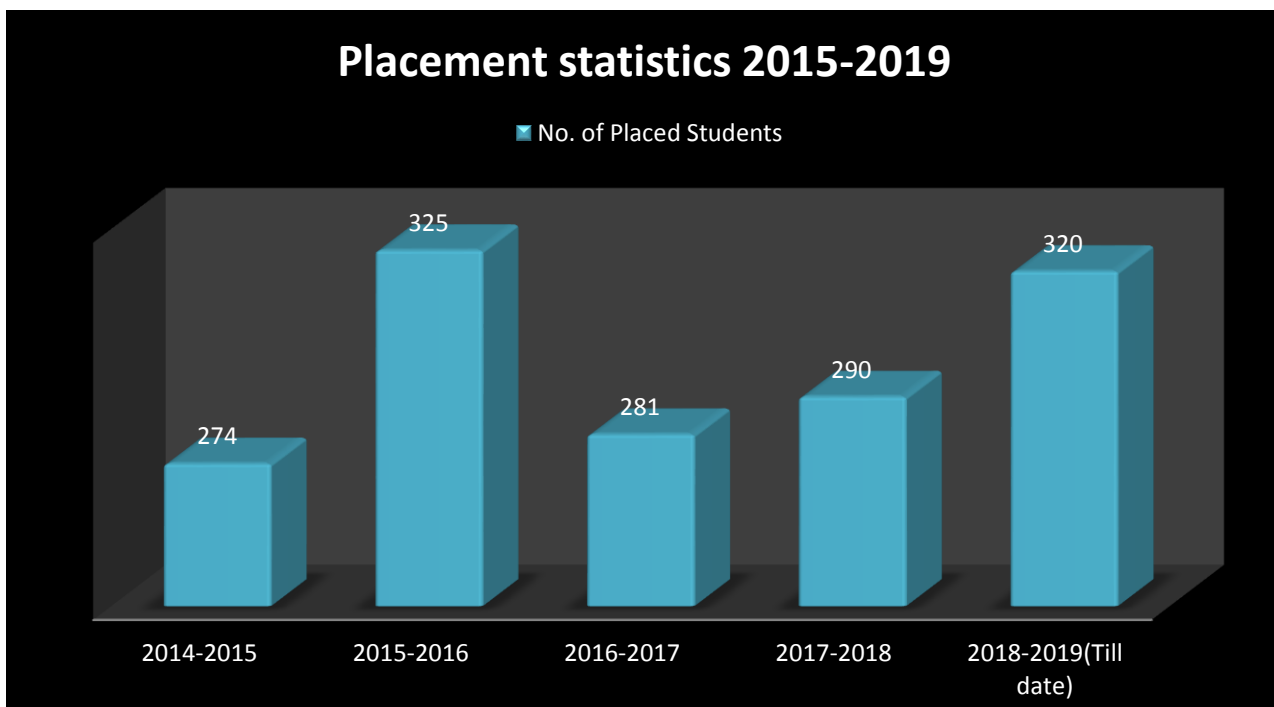 Placement statistics 2015-2019
No. of Placed Students
325
320
290
281
274
2014-2015
2015-2016
2016-2017
2017-2018
2018-2019(Till
date)